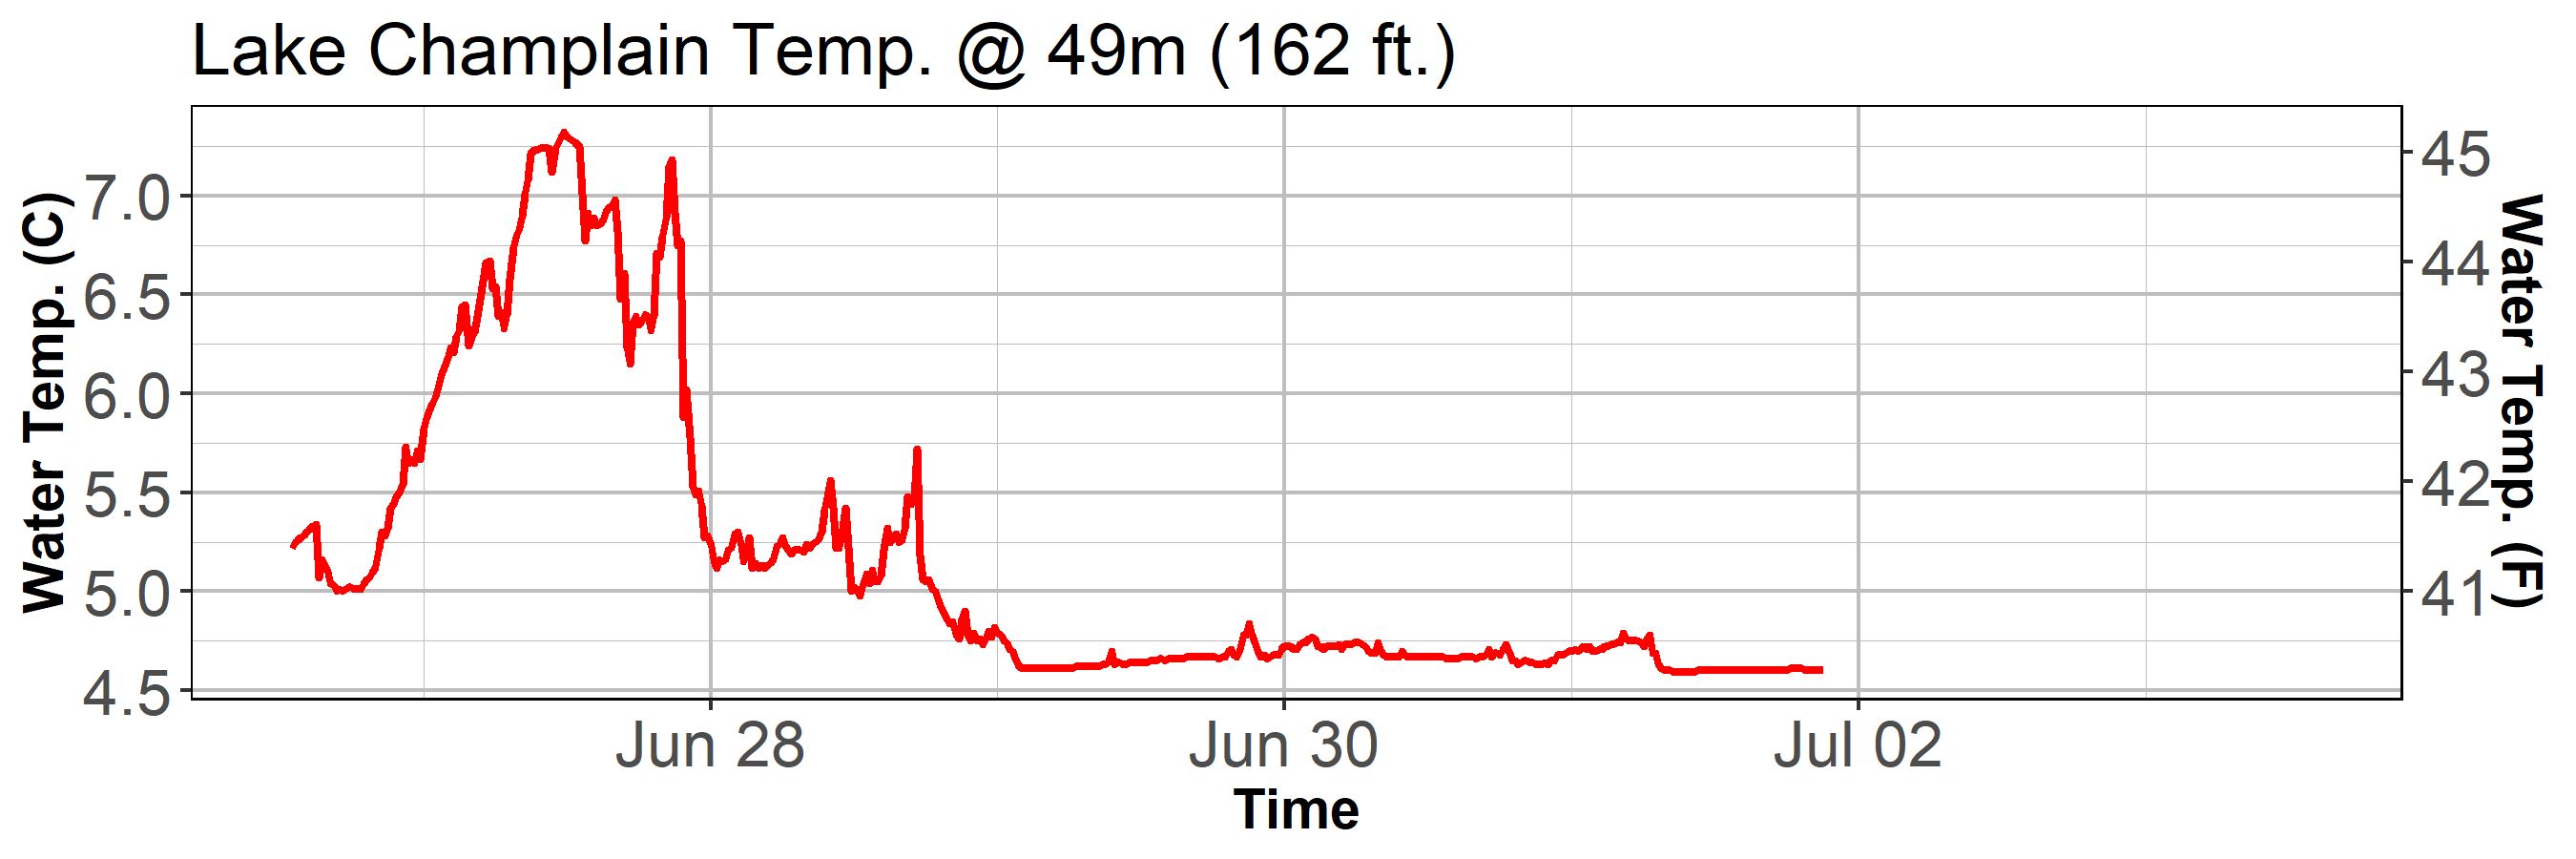 Lake Champlain Temp. @ 49m (162 ft.)
Water Temp. (C)
7.0
6.5
6.0
5.5
5.0
4.5
45
44
43
42
41
Water Temp. (F)
Jun 28
Jun 30
Jul 02
Time